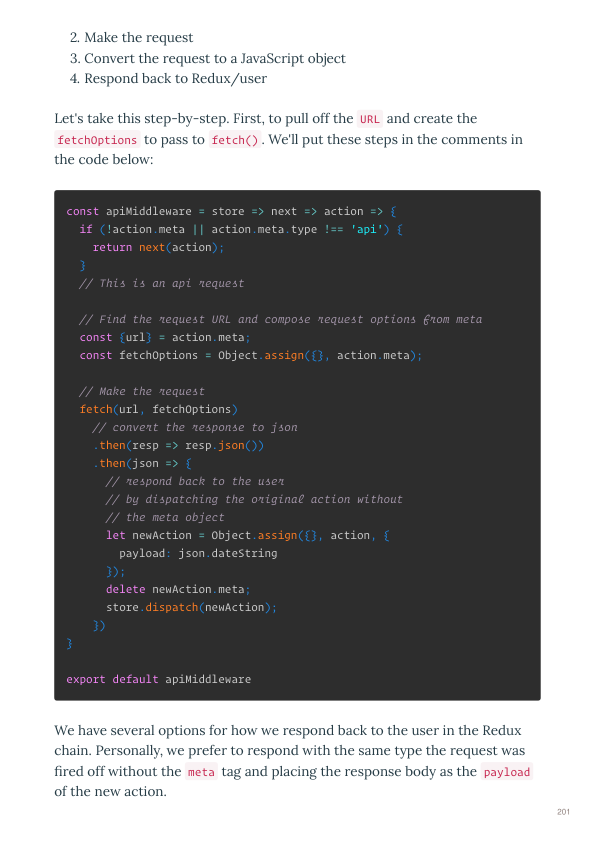 2. Make the request
3. Convert the request to a JavaScript object
4. Respond back to Redux/user
Let's take this step-by-step. First, to pull off the URL and create the
fetchOptions to pass to fetch(). We'll put these steps in the comments in
the code below:
const apiMiddleware = store => next => action => {
  if (!action.meta || action.meta.type !== 'api') {
    return next(action);
  }
  // This is an api request
  // Find the request URL and compose request options from meta
  const {url} = action.meta;
  const fetchOptions = Object.assign({}, action.meta);
  // Make the request
  fetch(url, fetchOptions)
    // convert the response to json
    .then(resp => resp.json())
    .then(json => {
      // respond back to the user
      // by dispatching the original action without
      // the meta object
      let newAction = Object.assign({}, action, {
        payload: json.dateString
      });
      delete newAction.meta;
      store.dispatch(newAction);
    })
}
export default apiMiddleware
We have several options for how we respond back to the user in the Redux
chain. Personally, we prefer to respond with the same type the request was
fired off without the meta tag and placing the response body as the payload
of the new action.
201